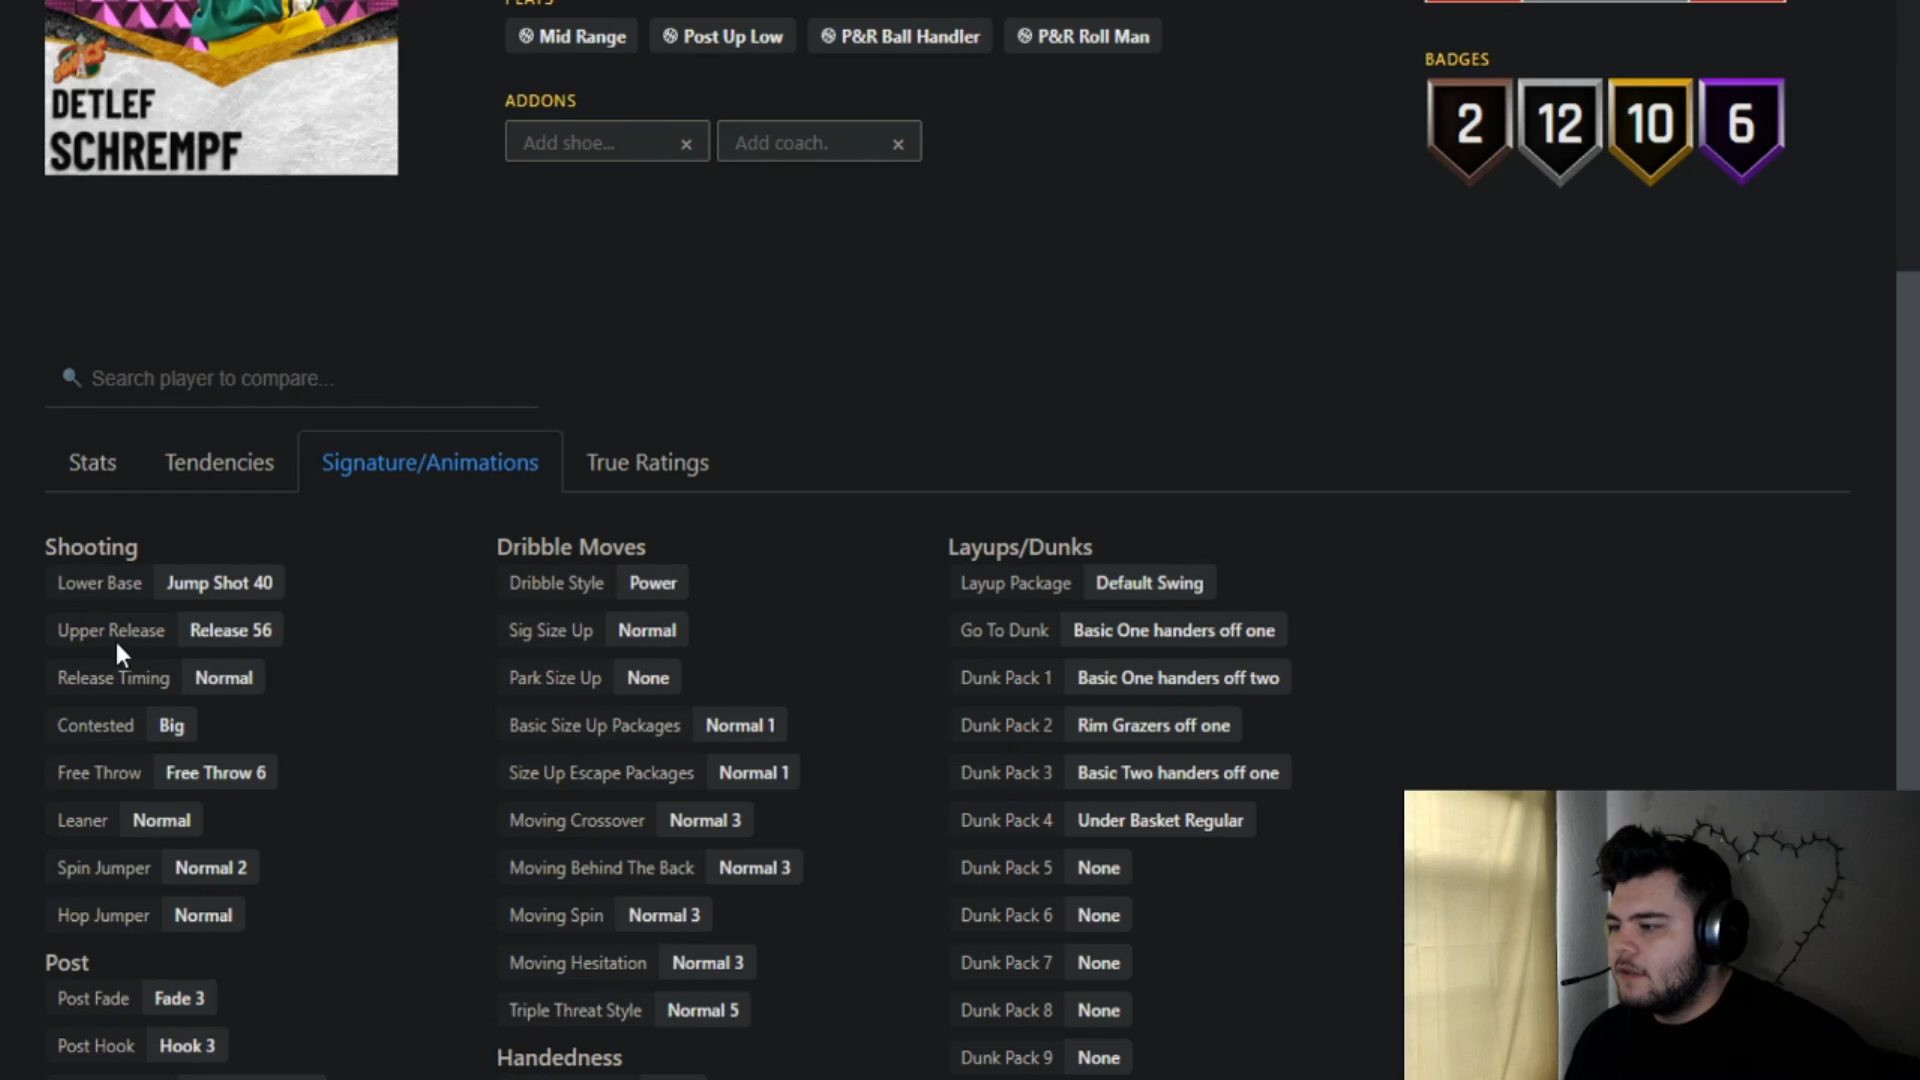 PLAYS
Mid Range
Post Up Low
P&R Ball Handler
P&R Roll Man
BADGES
SONICS
DETLEF
SCHREMPF
ADDONS
Add shoe... ×
Add coach. ×
2
12
10
6
Search player to compare...
Stats
Tendencies
Signature/Animations
True Ratings
Shooting
Lower Base Jump Shot 40
Upper Release Release 56
Release Timing Normal
Contested Big
Free Throw Free Throw 6
Leaner Normal
Spin Jumper Normal 2
Hop Jumper Normal
Post
Post Fade Fade 3
Post Hook Hook 3
Dribble Moves
Dribble Style Power
Sig Size Up Normal
Park Size Up None
Basic Size Up Packages Normal 1
Size Up Escape Packages Normal 1
Moving Crossover Normal 3
Moving Behind The Back Normal 3
Moving Spin Normal 3
Moving Hesitation Normal 3
Triple Threat Style Normal 5
Handedness
Layups/Dunks
Layup Package Default Swing
Go To Dunk Basic One handers off one
Dunk Pack 1 Basic One handers off two
Dunk Pack 2 Rim Grazers off one
Dunk Pack 3 Basic Two handers off one
Dunk Pack 4 Under Basket Regular
Dunk Pack 5 None
Dunk Pack 6 None
Dunk Pack 7 None
Dunk Pack 8 None
Dunk Pack 9 None